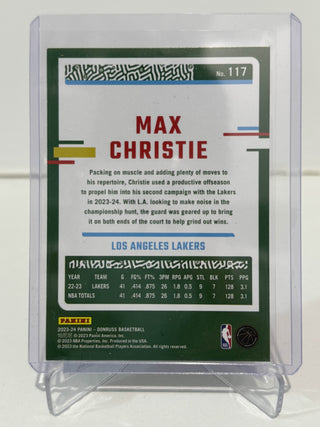 No. 117
MAX
CHRISTIE
Packing on muscle and adding plenty of moves to
his repertoire, Christie used a productive offseason
to propel him into his second campaign with the Lakers
in 2023-24. With L.A. looking to make noise in the
championship hunt, the guard was geared up to bring
it on both ends of the court to help grind out wins.
LOS ANGELES LAKERS
YEAR TEAM G FG% FT% 3PM RPG APG STL BLK PTS PPG
22-23 LAKERS 41 .414 .875 26 1.8 0.5 9 7 128 3.1
NBA TOTALS 41 .414 .875 26 1.8 0.5 9 7 128 3.1
PANINI
2023-24 PANINI – DONRUSS BASKETBALL
© 2023 Panini America, Inc.
© 2023 NBA Properties, Inc. Produced in the USA.
© 2023 the National Basketball Players Association. All rights reserved.